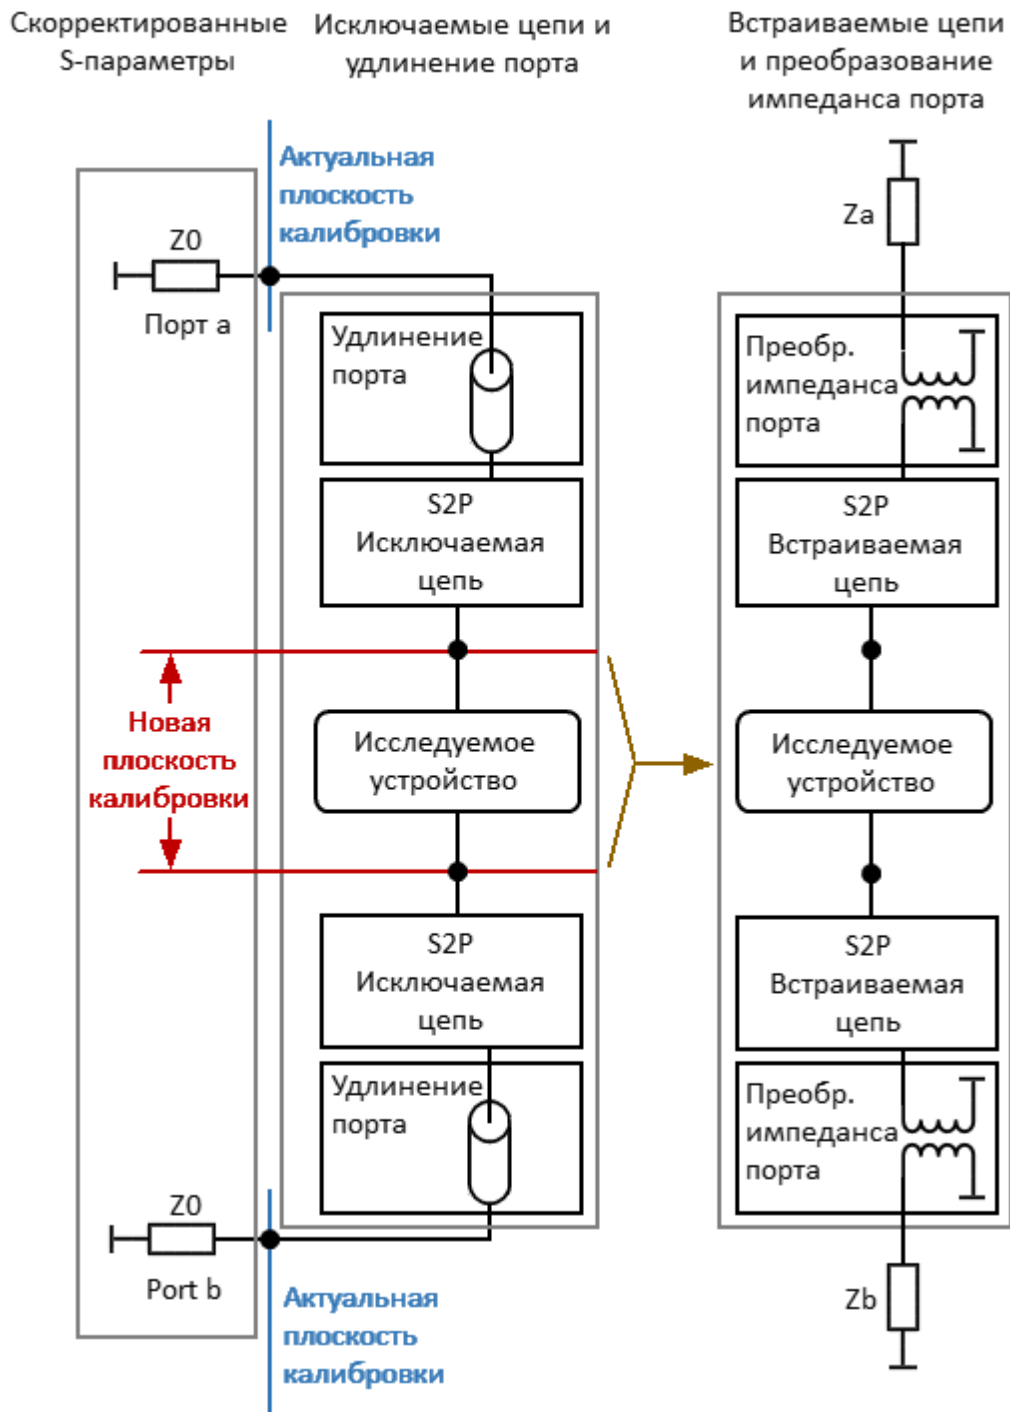 Скорректированные
S-параметры
Исключаемые цепи и
удлинение порта
Встраиваемые цепи
и преобразование
импеданса порта
Актуальная
плоскость
калибровки
Z0
Порт a
Удлинение
порта
S2P
Исключаемая
цепь
Новая
плоскость
калибровки
Исследуемое
устройство
S2P
Исключаемая
цепь
Удлинение
порта
Z0
Port b
Актуальная
плоскость
калибровки
Za
Преобр.
импеданса
порта
S2P
Встраиваемая
цепь
Исследуемое
устройство
S2P
Встраиваемая
цепь
Преобр.
импеданса
порта
Zb